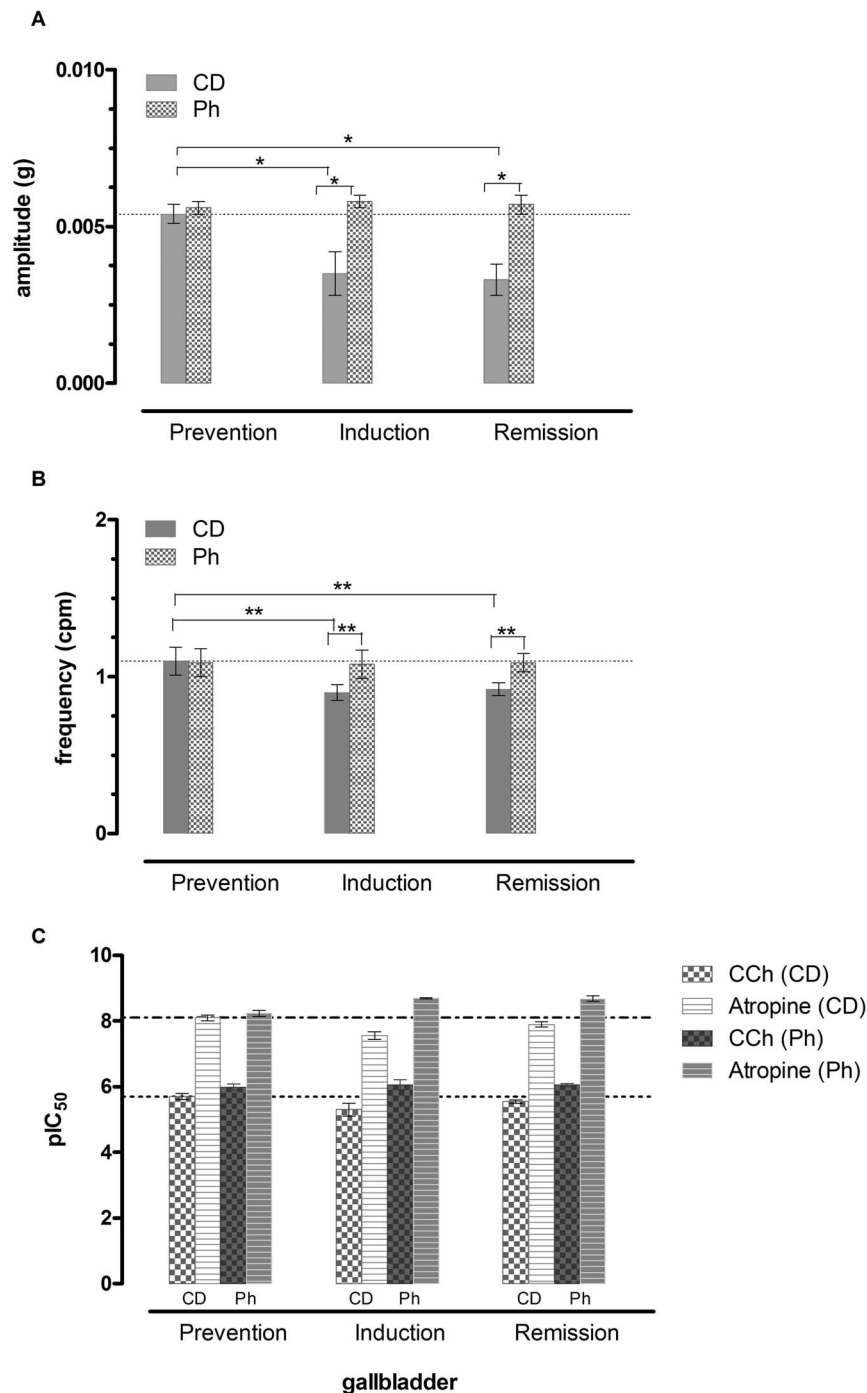 A
0.010
CD
Ph
*
*
*
*
amplitude (g)
0.005
0.000
Prevention Induction Remission
B
2
CD
Ph
**
**
**
**
frequency (cpm)
1
0
Prevention Induction Remission
C
10
CCh (CD)
Atropine (CD)
CCh (Ph)
Atropine (Ph)
8
6
pIC50
4
2
0
CD Ph CD Ph CD Ph
Prevention Induction Remission
gallbladder